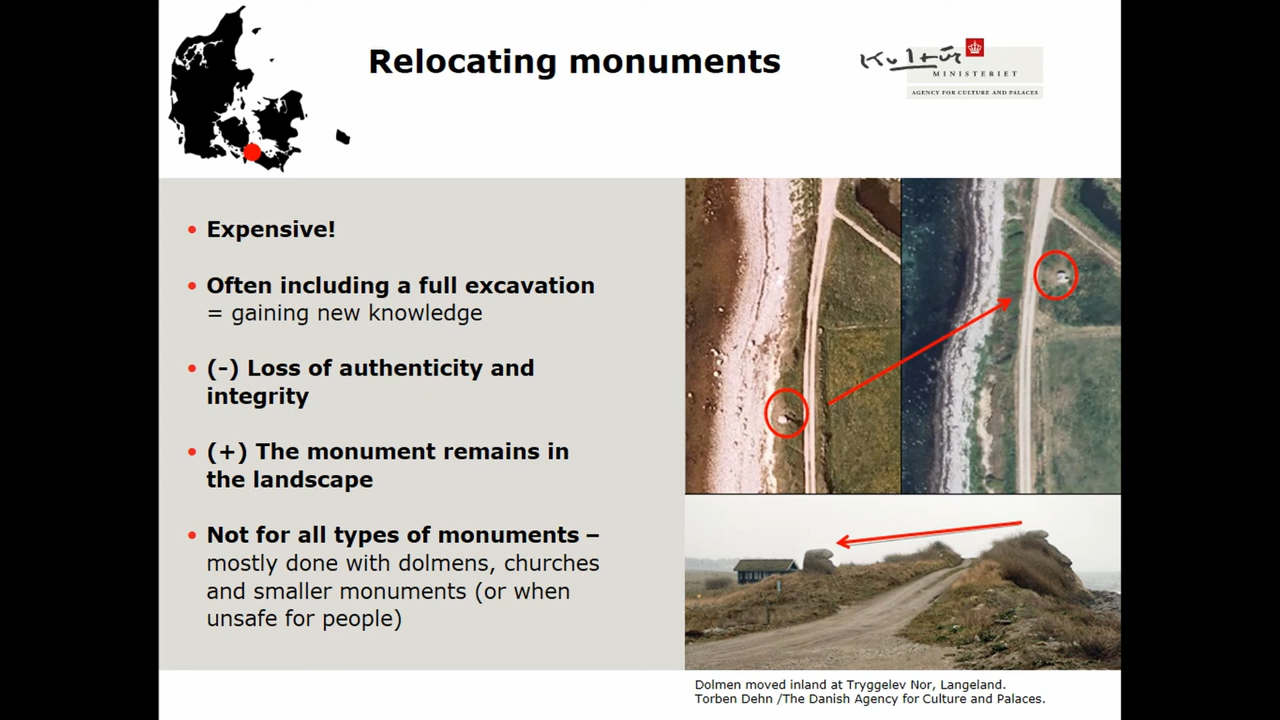 Relocating monuments
Kultur
MINISTERIET
AGENCY FOR CULTURE AND PALACES
• Expensive!
• Often including a full excavation
= gaining new knowledge
• (-) Loss of authenticity and
integrity
• (+) The monument remains in
the landscape
• Not for all types of monuments –
mostly done with dolmens, churches
and smaller monuments (or when
unsafe for people)
Dolmen moved inland at Tryggelev Nor, Langeland.
Torben Dehn /The Danish Agency for Culture and Palaces.